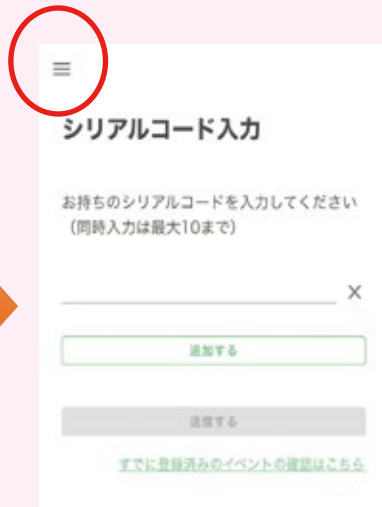 シリアルコード入力
お持ちのシリアルコードを入力してください
（同時入力は最大10まで）
×
追加する
送信する
すでに登録済みのイベントの確認はこちら